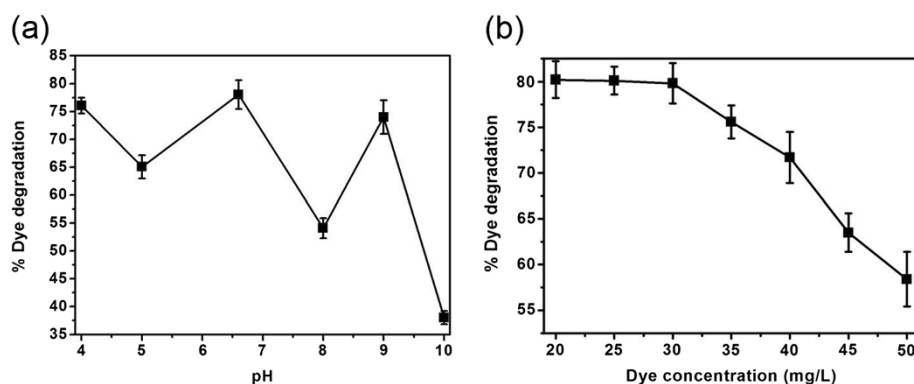 (a)
% Dye degradation
85
80
75
70
65
60
55
50
45
40
35
4 5 6 7 8 9 10
pH
(b)
% Dye degradation
80
75
70
65
60
55
20 25 30 35 40 45 50
Dye concentration (mg/L)